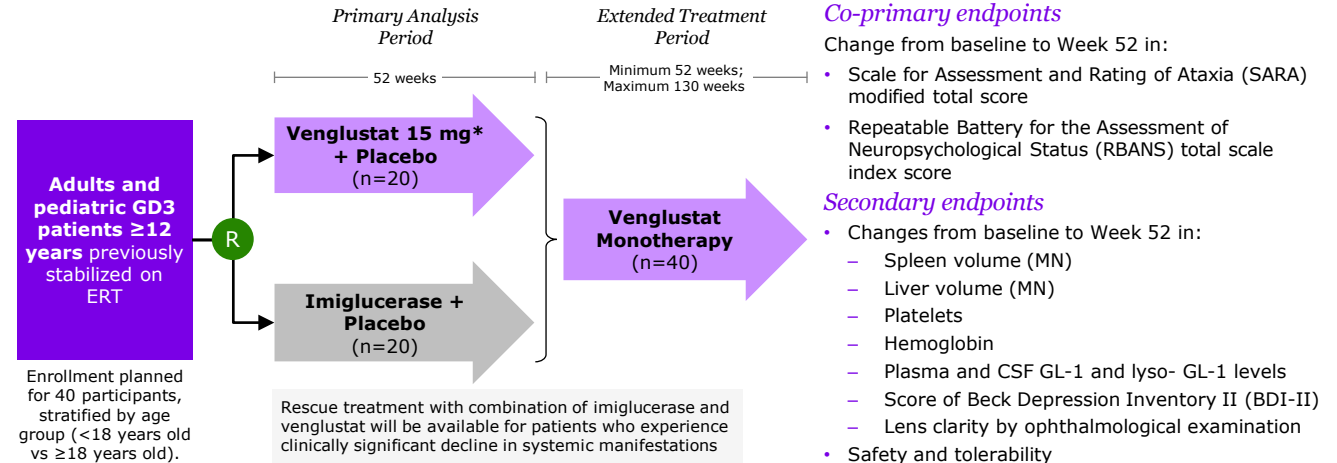 Primary Analysis
Period
Extended Treatment
Period
52 weeks
Minimum 52 weeks;
Maximum 130 weeks
Adults and
pediatric GD3
patients ≥12
years previously
stabilized on
ERT
R
Venglustat 15 mg*
+ Placebo
(n=20)
Imiglucerase +
Placebo
(n=20)
Venglustat
Monotherapy
(n=40)
Enrollment planned
for 40 participants,
stratified by age
group (<18 years old
vs ≥18 years old).
Rescue treatment with combination of imiglucerase and
venglustat will be available for patients who experience
clinically significant decline in systemic manifestations
Co-primary endpoints
Change from baseline to Week 52 in:
• Scale for Assessment and Rating of Ataxia (SARA)
modified total score
• Repeatable Battery for the Assessment of
Neuropsychological Status (RBANS) total scale
index score
Secondary endpoints
• Changes from baseline to Week 52 in:
– Spleen volume (MN)
– Liver volume (MN)
– Platelets
– Hemoglobin
– Plasma and CSF GL-1 and lyso- GL-1 levels
– Score of Beck Depression Inventory II (BDI-II)
– Lens clarity by ophthalmological examination
• Safety and tolerability